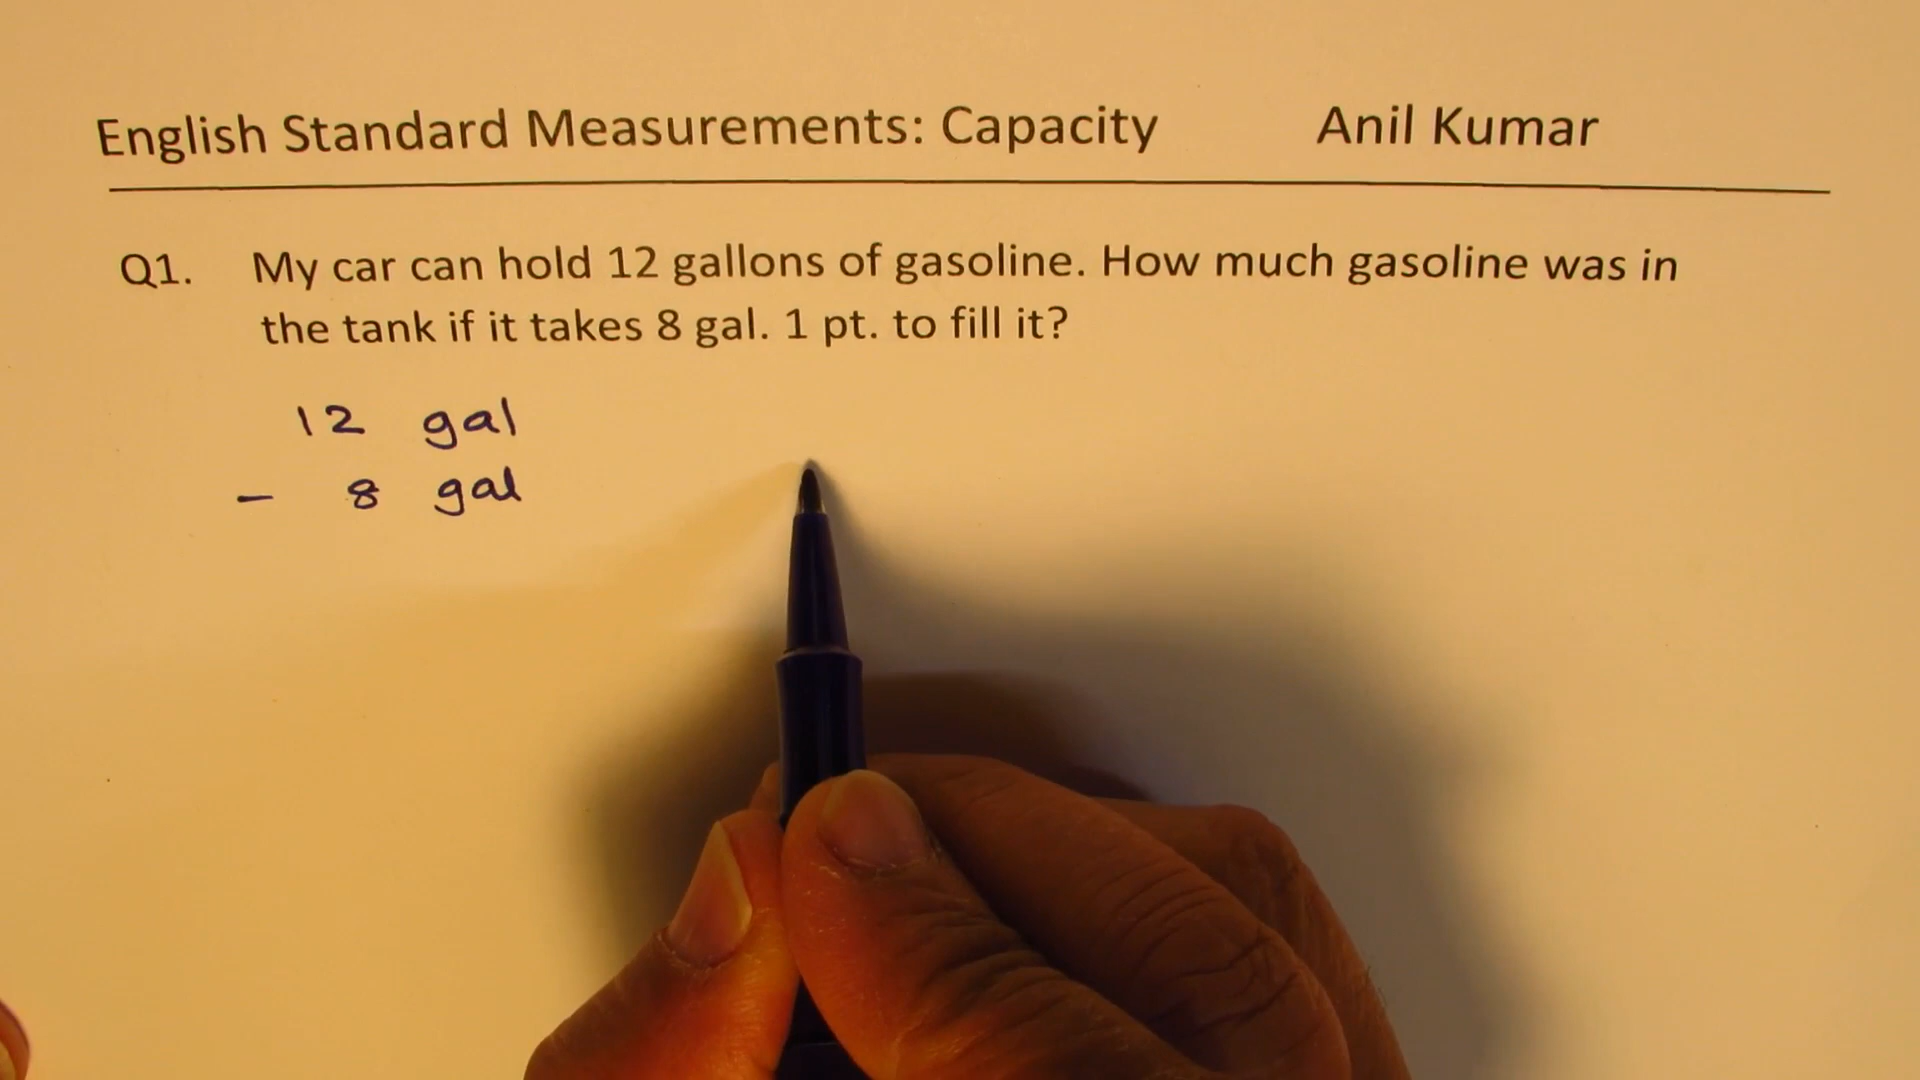 English Standard Measurements: Capacity Anil Kumar
Q1. My car can hold 12 gallons of gasoline. How much gasoline was in
the tank if it takes 8 gal. 1 pt. to fill it?
12 gal
- 8 gal